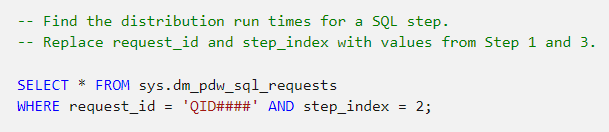 -- Find the distribution run times for a SQL step.
-- Replace request_id and step_index with values from Step 1 and 3.
SELECT * FROM sys.dm_pdw_sql_requests
WHERE request_id = 'QID####' AND step_index = 2;